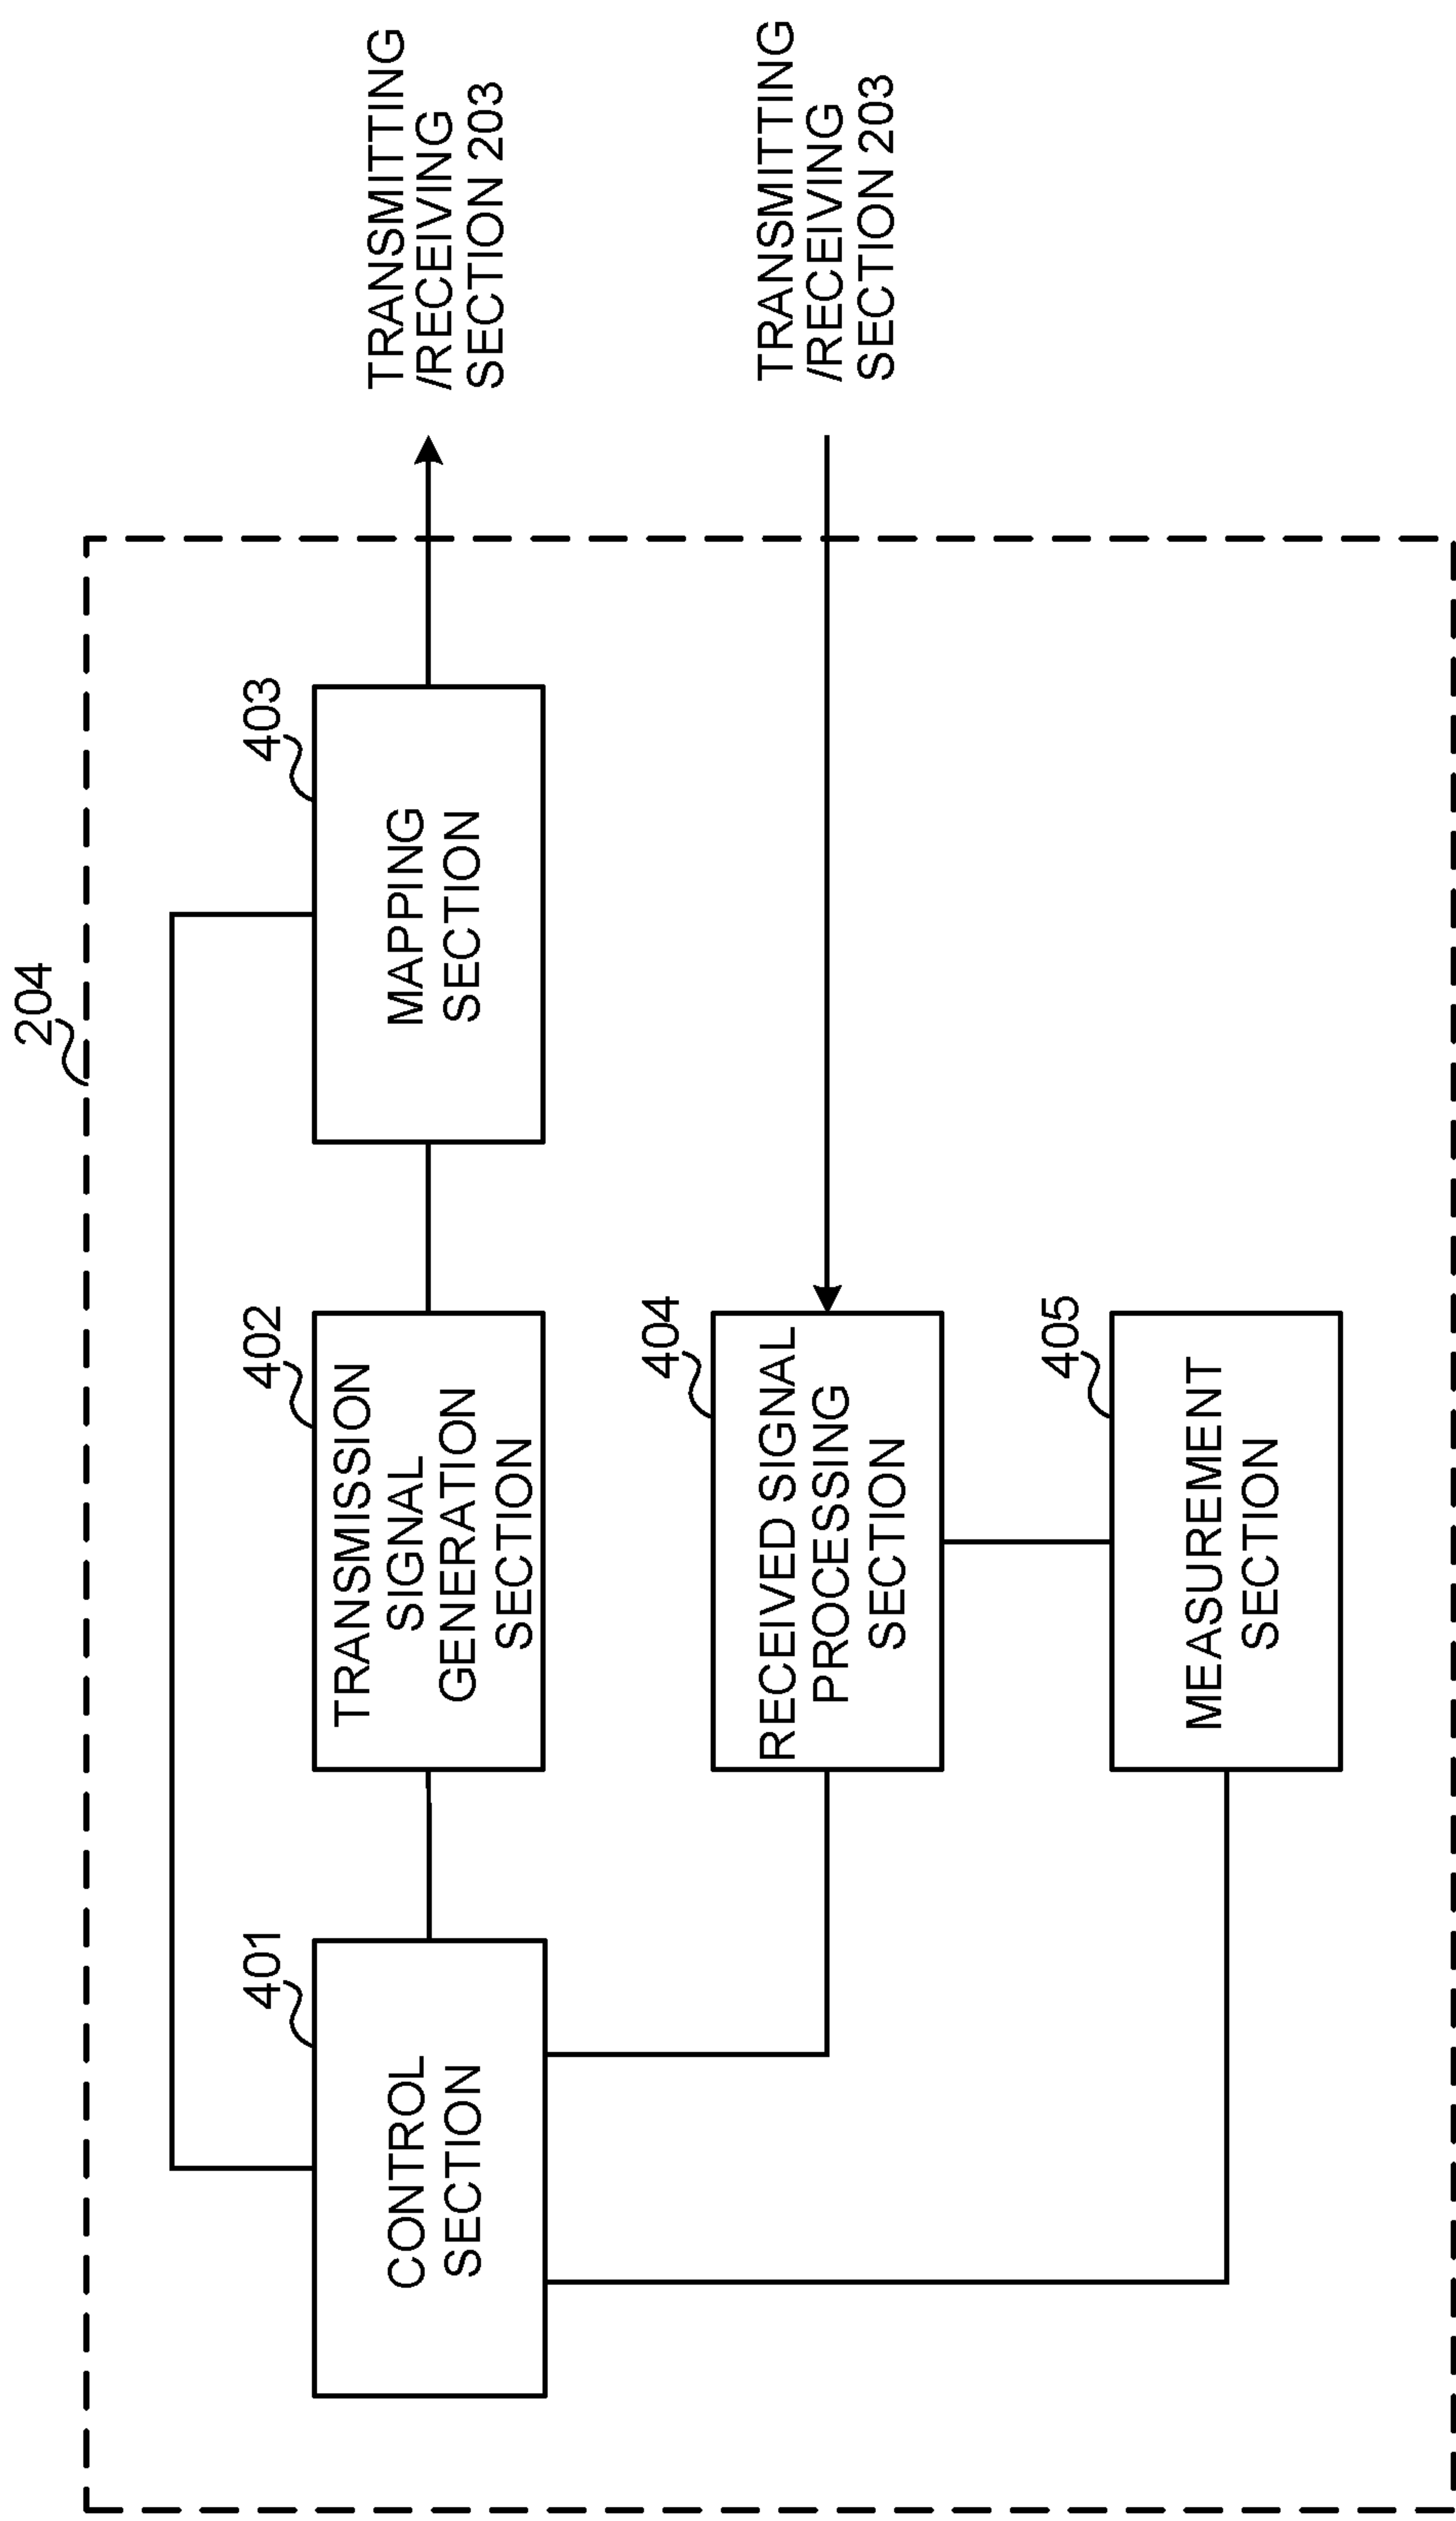 204
401
CONTROL
SECTION
402
TRANSMISSION
SIGNAL
GENERATION
SECTION
403
MAPPING
SECTION
TRANSMITTING
/RECEIVING
SECTION 203
404
RECEIVED SIGNAL
PROCESSING
SECTION
TRANSMITTING
/RECEIVING
SECTION 203
405
MEASUREMENT
SECTION